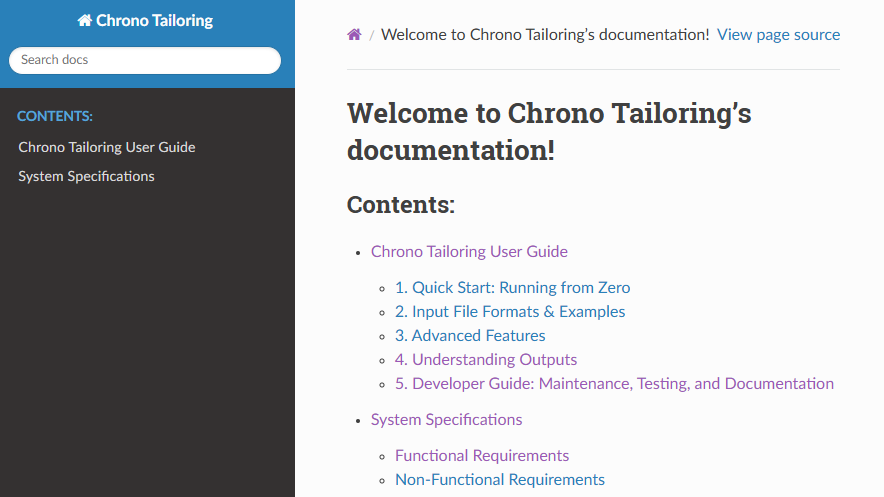 Chrono Tailoring
Search docs
CONTENTS:
Chrono Tailoring User Guide
System Specifications
/ Welcome to Chrono Tailoring’s documentation! View page source
Welcome to Chrono Tailoring’s
documentation!
Contents:
• Chrono Tailoring User Guide
1. Quick Start: Running from Zero
2. Input File Formats & Examples
3. Advanced Features
4. Understanding Outputs
5. Developer Guide: Maintenance, Testing, and Documentation
• System Specifications
Functional Requirements
Non-Functional Requirements